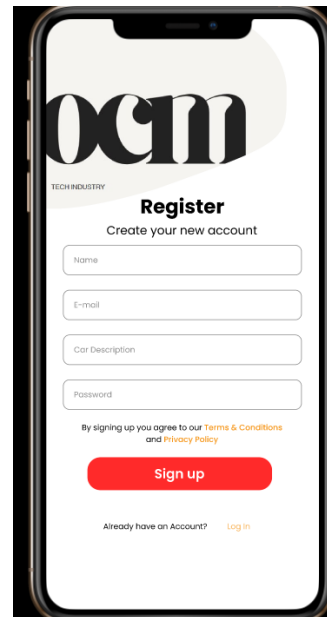 ocm
TECH INDUSTRY
Register
Create your new account
Name
E-mail
Car Description
Password
By signing up you agree to our Terms & Conditions
and Privacy Policy
Sign up
Already have an Account? Log In